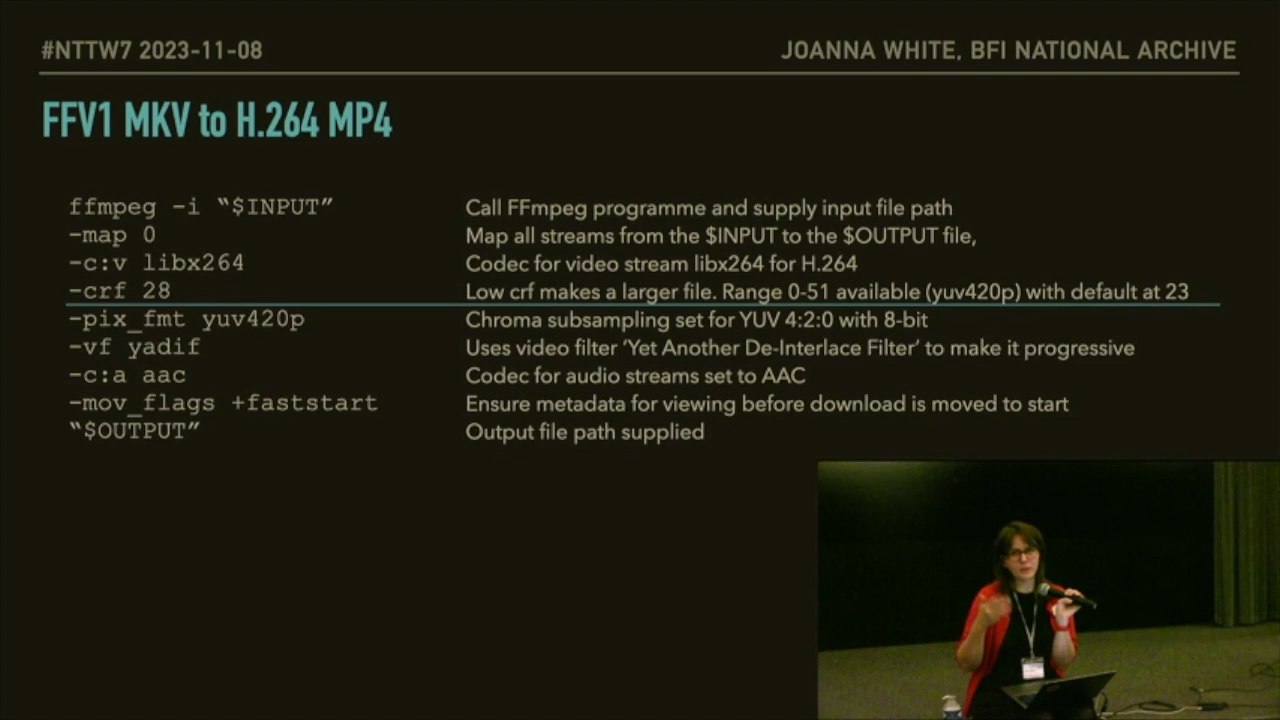 #NTTW7 2023-11-08 JOANNA WHITE, BFI NATIONAL ARCHIVE
FFV1 MKV to H.264 MP4
ffmpeg -i “$INPUT” Call FFmpeg programme and supply input file path
-map 0 Map all streams from the $INPUT to the $OUTPUT file,
-c:v libx264 Codec for video stream libx264 for H.264
-crf 28 Low crf makes a larger file. Range 0-51 available (yuv420p) with default at 23
-pix_fmt yuv420p Chroma subsampling set for YUV 4:2:0 with 8-bit
-vf yadif Uses video filter ‘Yet Another De-Interlace Filter’ to make it progressive
-c:a aac Codec for audio streams set to AAC
-mov_flags +faststart Ensure metadata for viewing before download is moved to start
“$OUTPUT” Output file path supplied